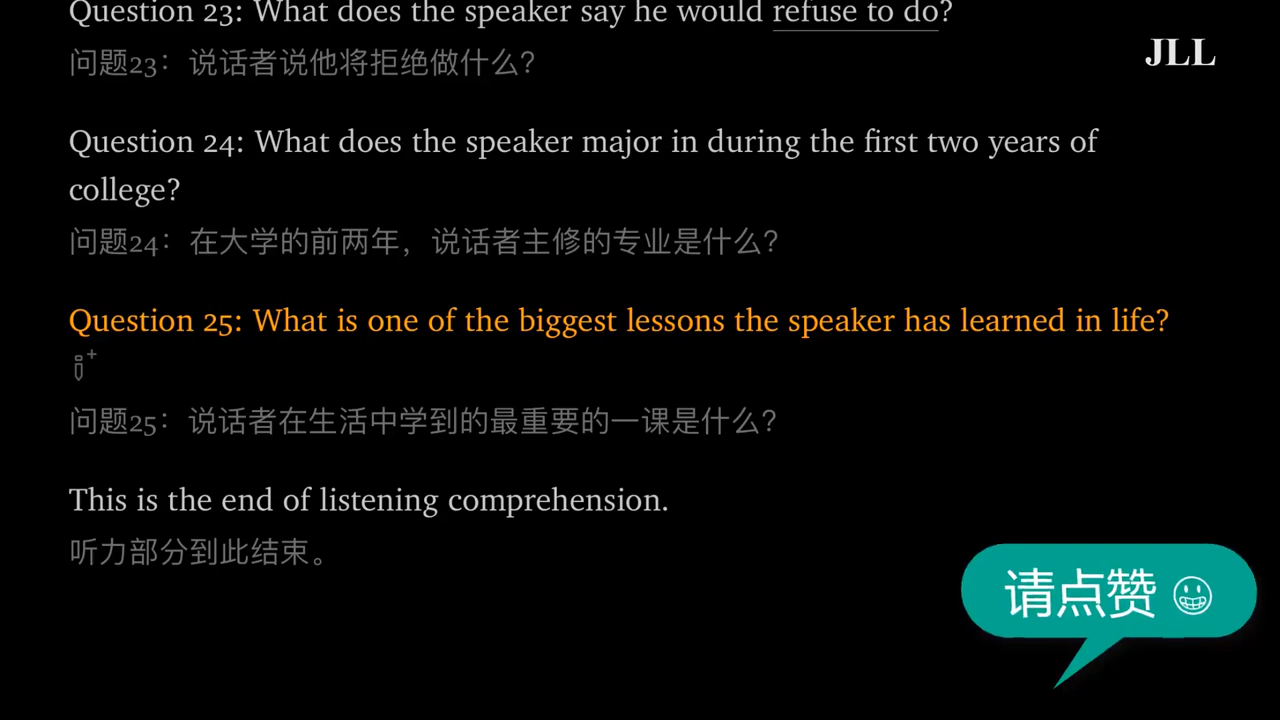 Question 23: What does the speaker say he would refuse to do?
问题23：说话者说他将拒绝做什么？
JLL
Question 24: What does the speaker major in during the first two years of
college?
问题24：在大学的前两年，说话者主修的专业是什么？
Question 25: What is one of the biggest lessons the speaker has learned in life?
问题25：说话者在生活中学到的最重要的一课是什么？
This is the end of listening comprehension.
听力部分到此结束。
请点赞